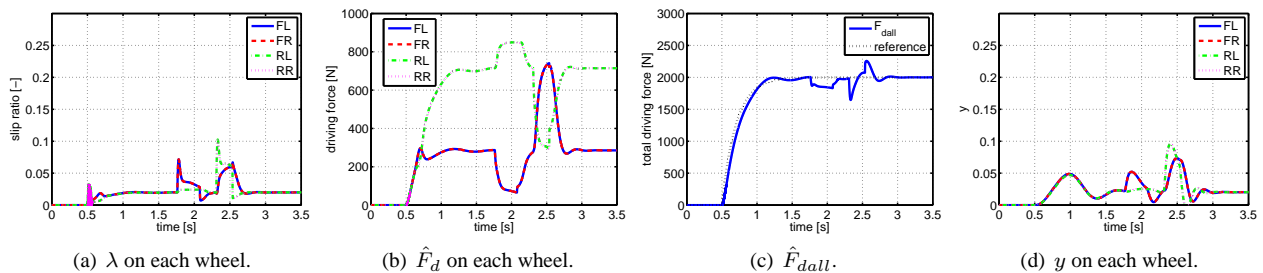 slip ratio [−]
0.25
0.2
0.15
0.1
0.05
0
0 0.5 1 1.5 2 2.5 3 3.5
time [s]
FL
FR
RL
RR
(a) λ on each wheel.
driving force [N]
1000
800
600
400
200
0
0 0.5 1 1.5 2 2.5 3 3.5
time [s]
FL
FR
RL
RR
(b) F̂_d on each wheel.
total driving force [N]
3000
2500
2000
1500
1000
500
0
0 0.5 1 1.5 2 2.5 3 3.5
time [s]
F_dall
reference
(c) F̂_dall.
y
0.25
0.2
0.15
0.1
0.05
0
0 0.5 1 1.5 2 2.5 3 3.5
time [s]
FL
FR
RL
RR
(d) y on each wheel.